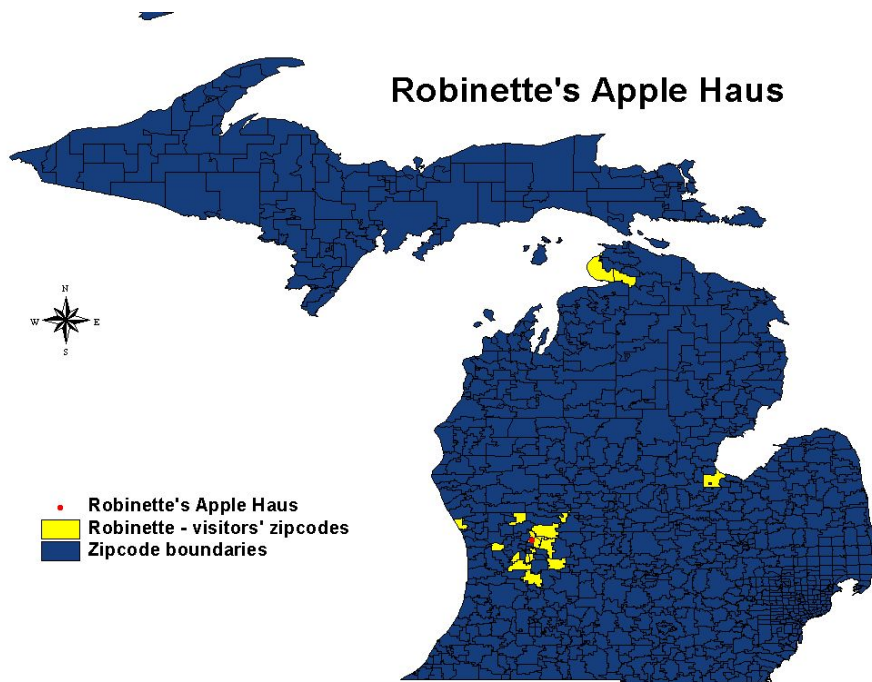 Robinette's Apple Haus
N
W E
S
Robinette's Apple Haus
Robinette - visitors' zipcodes
Zipcode boundaries